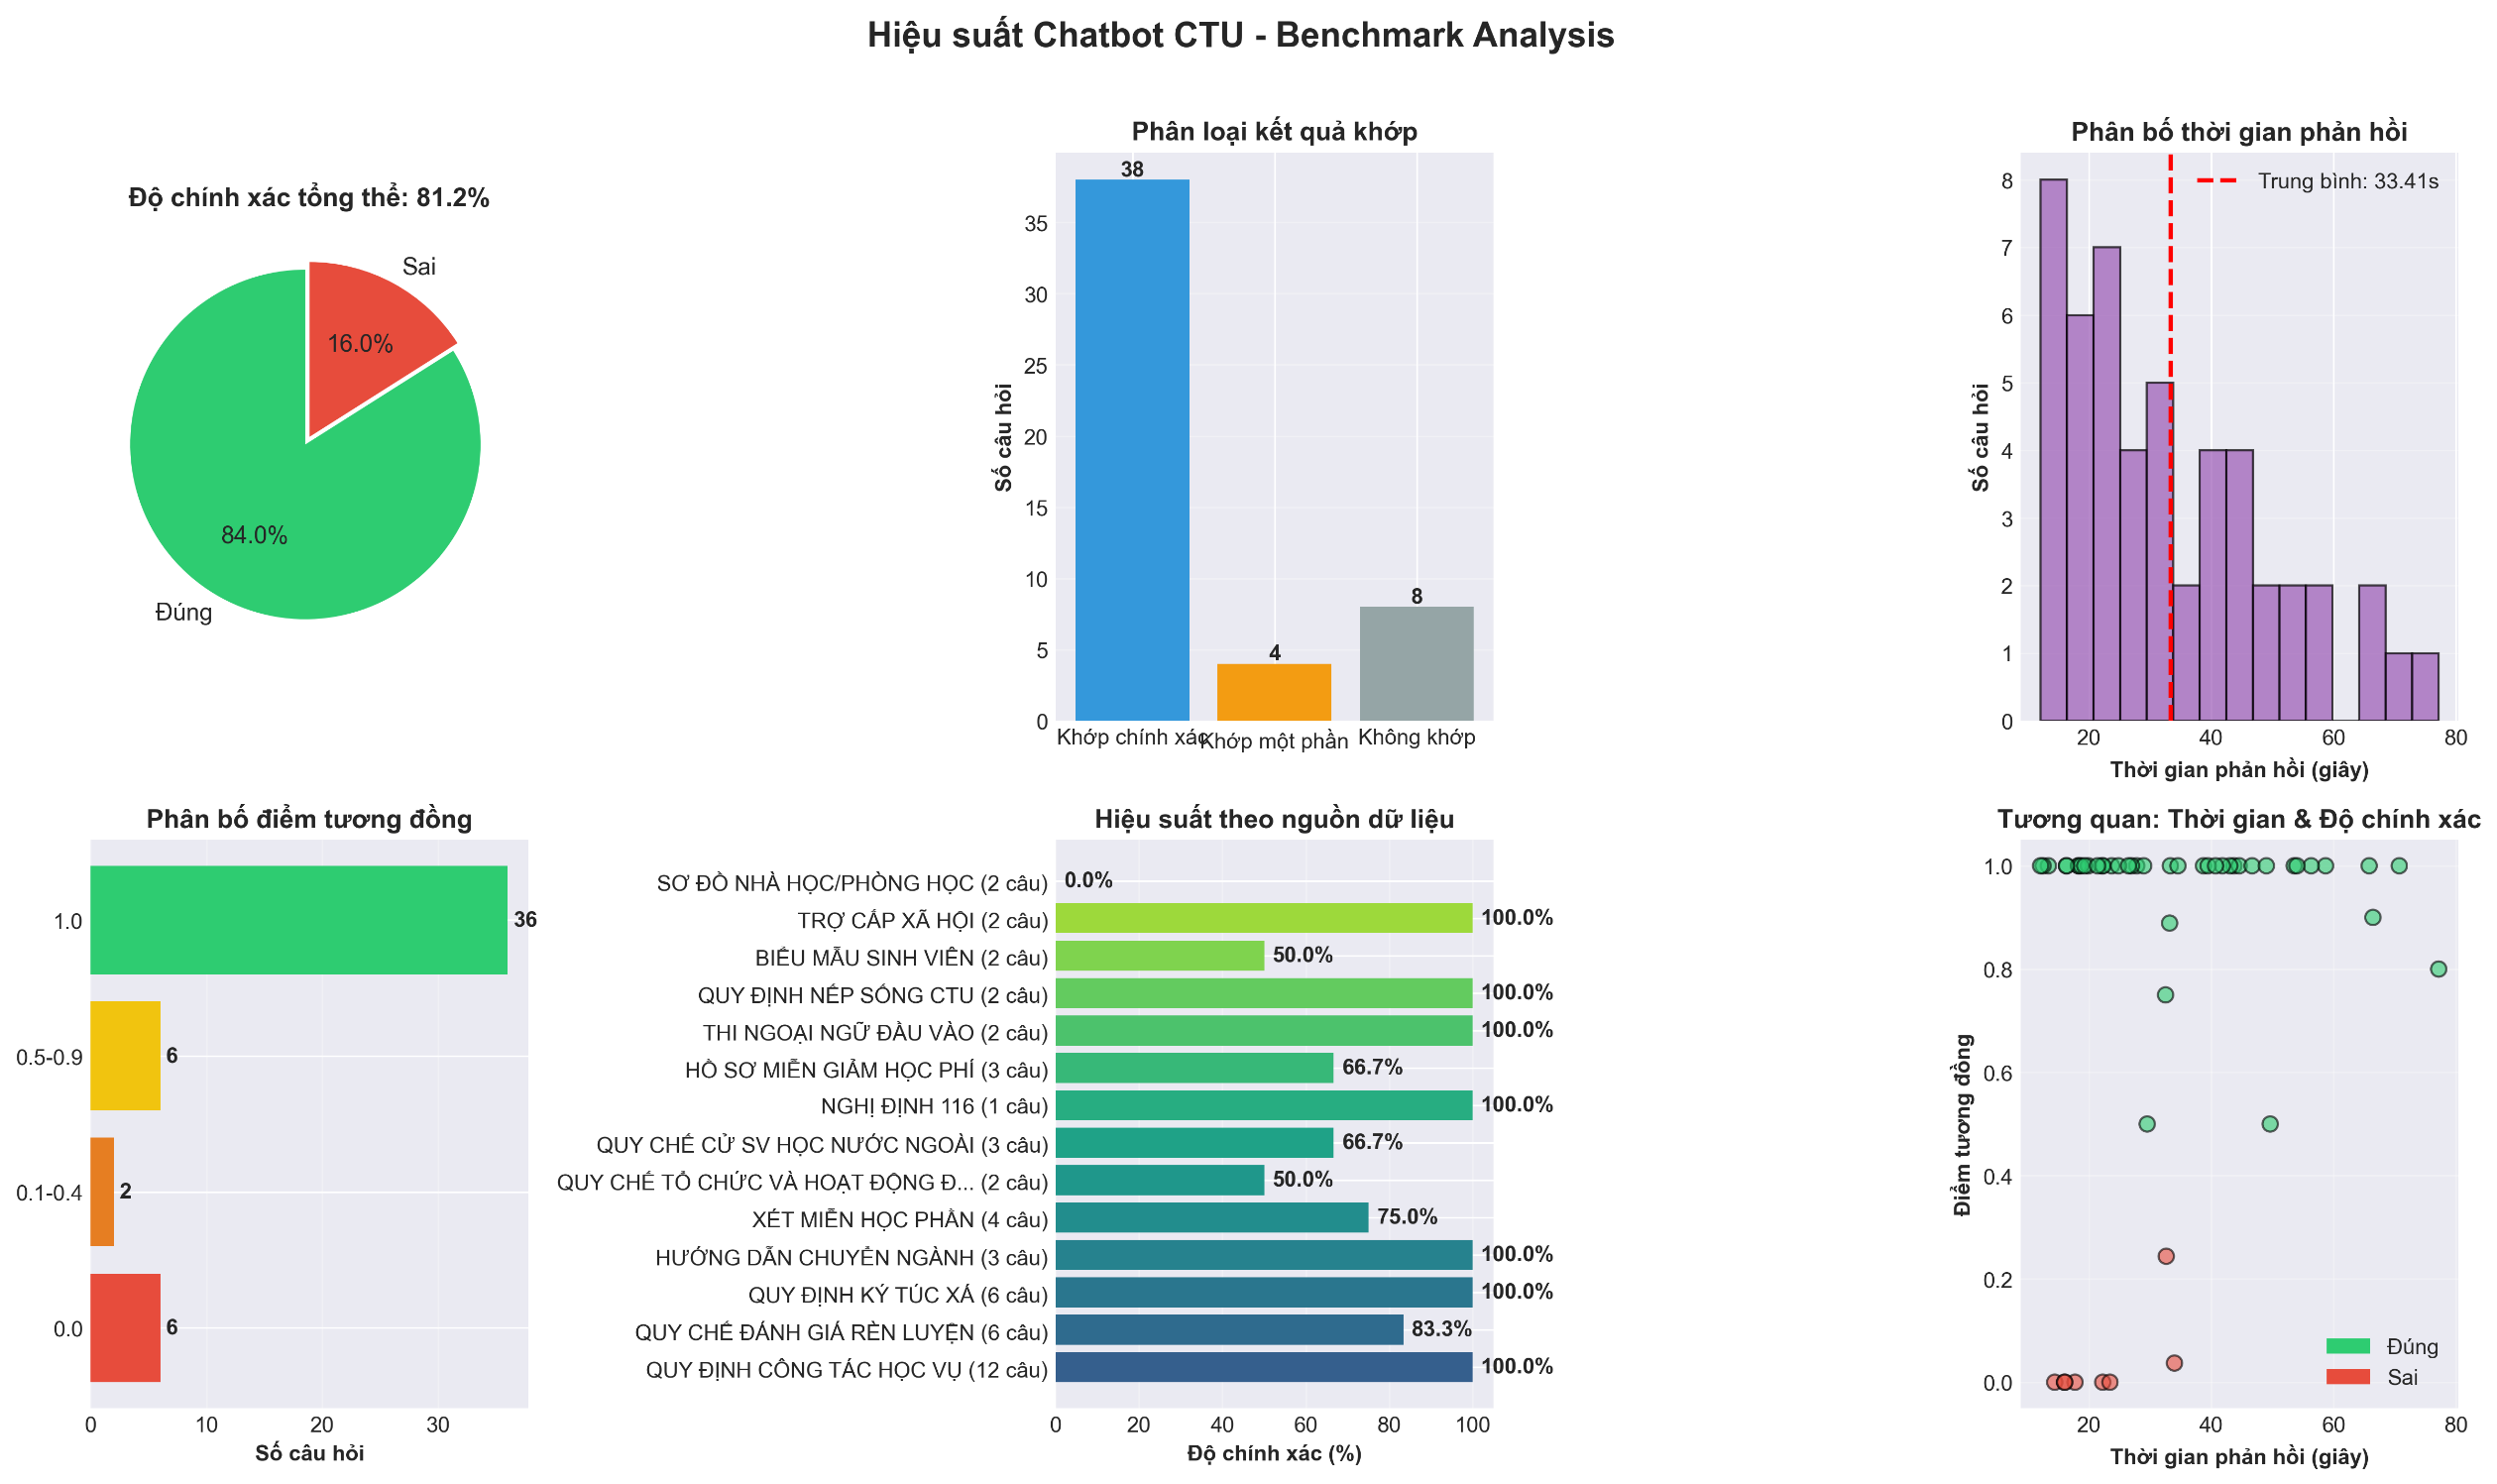 Hiệu suất Chatbot CTU - Benchmark Analysis
Độ chính xác tổng thể: 81.2%
Sai
16.0%
84.0%
Đúng
Phân loại kết quả khớp
Số câu hỏi
38
4
8
35
30
25
20
15
10
5
0
Khớp chính xác
Khớp một phần
Không khớp
Phân bố thời gian phản hồi
Trung bình: 33.41s
Số câu hỏi
8
7
6
5
4
3
2
1
0
20 40 60 80
Thời gian phản hồi (giây)
Phân bố điểm tương đồng
1.0 36
0.5-0.9 6
0.1-0.4 2
0.0 6
0 10 20 30
Số câu hỏi
Hiệu suất theo nguồn dữ liệu
SƠ ĐỒ NHÀ HỌC/PHÒNG HỌC (2 câu) 0.0%
TRỢ CẤP XÃ HỘI (2 câu) 100.0%
BIỂU MẪU SINH VIÊN (2 câu) 50.0%
QUY ĐỊNH NẾP SỐNG CTU (2 câu) 100.0%
THI NGOẠI NGỮ ĐẦU VÀO (2 câu) 100.0%
HỒ SƠ MIỄN GIẢM HỌC PHÍ (3 câu) 66.7%
NGHỊ ĐỊNH 116 (1 câu) 100.0%
QUY CHẾ CỬ SV HỌC NƯỚC NGOÀI (3 câu) 66.7%
QUY CHẾ TỔ CHỨC VÀ HOẠT ĐỘNG Đ... (2 câu) 50.0%
XÉT MIỄN HỌC PHẦN (4 câu) 75.0%
HƯỚNG DẪN CHUYỂN NGÀNH (3 câu) 100.0%
QUY ĐỊNH KÝ TÚC XÁ (6 câu) 100.0%
QUY CHẾ ĐÁNH GIÁ RÈN LUYỆN (6 câu) 83.3%
QUY ĐỊNH CÔNG TÁC HỌC VỤ (12 câu) 100.0%
0 20 40 60 80 100
Độ chính xác (%)
Tương quan: Thời gian & Độ chính xác
Điểm tương đồng
1.0
0.8
0.6
0.4
0.2
0.0
Đúng
Sai
20 40 60 80
Thời gian phản hồi (giây)